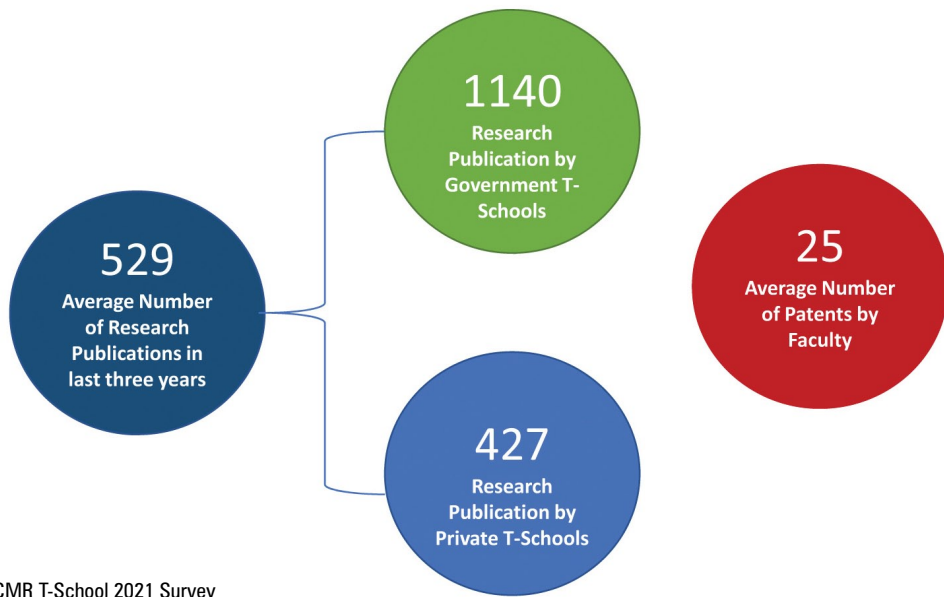 529
Average Number
of Research
Publications in
last three years
1140
Research
Publication by
Government T-
Schools
427
Research
Publication by
Private T-Schools
25
Average Number
of Patents by
Faculty
CMR T-School 2021 Survey